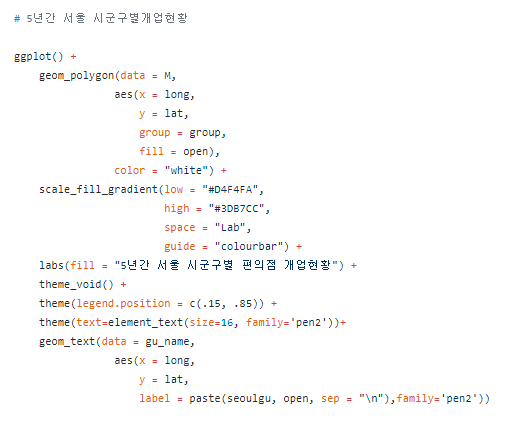 # 5년간 서울 시군구별개업현황
ggplot() +
geom_polygon(data = M,
aes(x = long,
y = lat,
group = group,
fill = open),
color = "white") +
scale_fill_gradient(low = "#D4F4FA",
high = "#3DB7CC",
space = "Lab",
guide = "colourbar") +
labs(fill = "5년간 서울 시군구별 편의점 개업현황") +
theme_void() +
theme(legend.position = c(.15, .85)) +
theme(text=element_text(size=16, family='pen2'))+
geom_text(data = gu_name,
aes(x = long,
y = lat,
label = paste(seoulgu, open, sep = "\n"),family='pen2'))